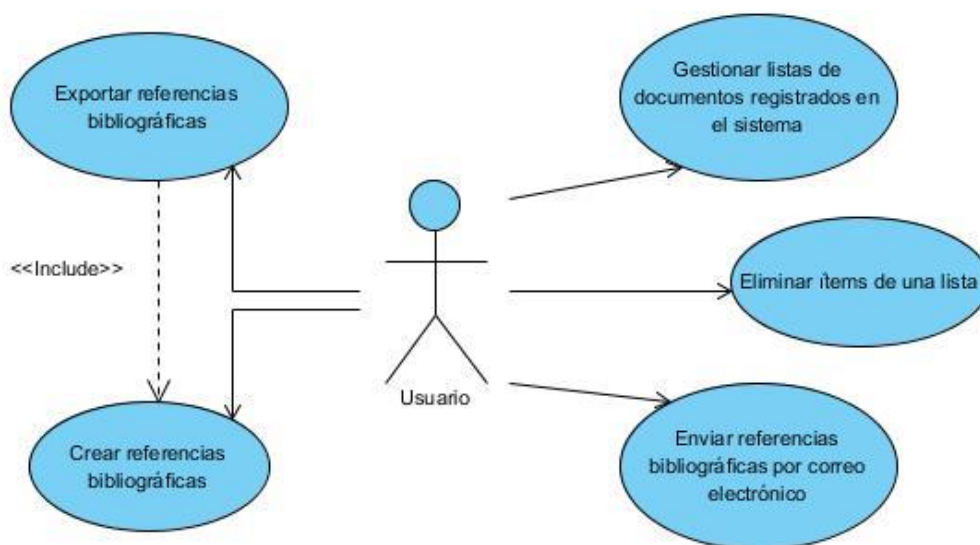 Exportar referencias
bibliográficas
Gestionar listas de
documentos registrados en
el sistema
<<Include>>
Eliminar ítems de una lista
Usuario
Crear referencias
bibliográficas
Enviar referencias
bibliográficas por correo
electrónico